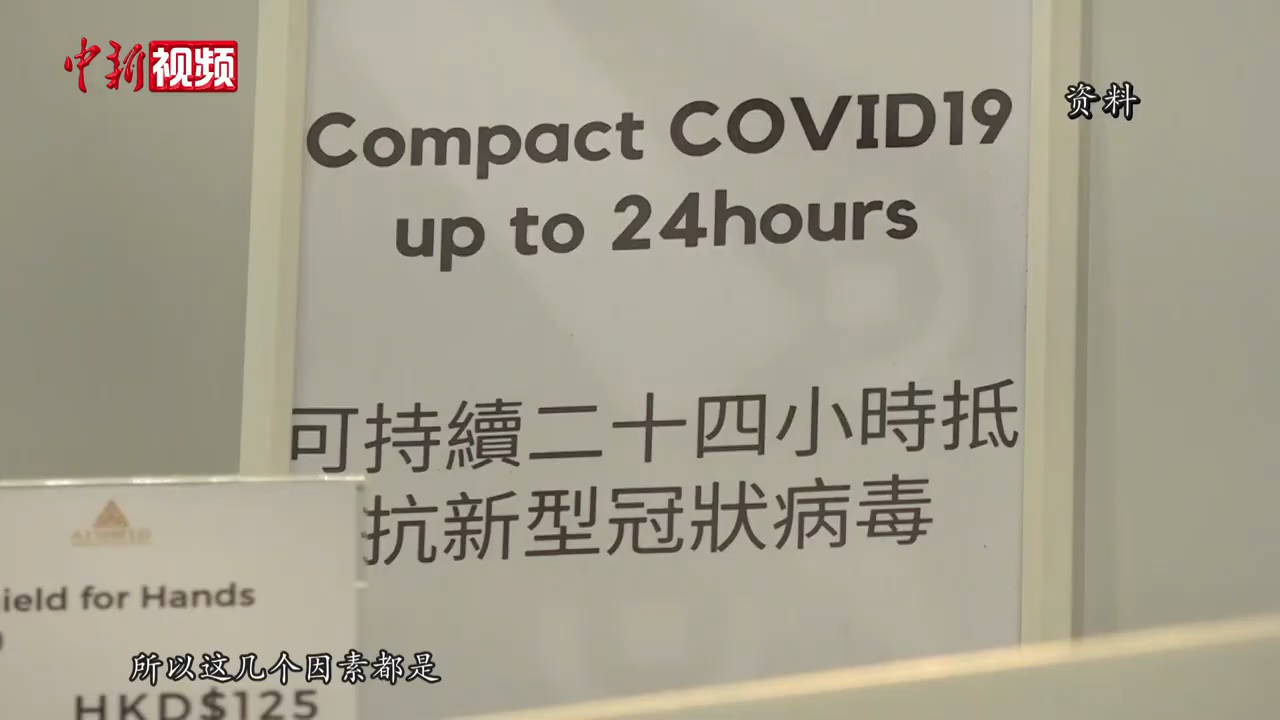 中新视频
资料
Compact COVID19
up to 24hours
可持續二十四小時抵
抗新型冠狀病毒
ield for Hands
所以这几个因素都是
HKD$125